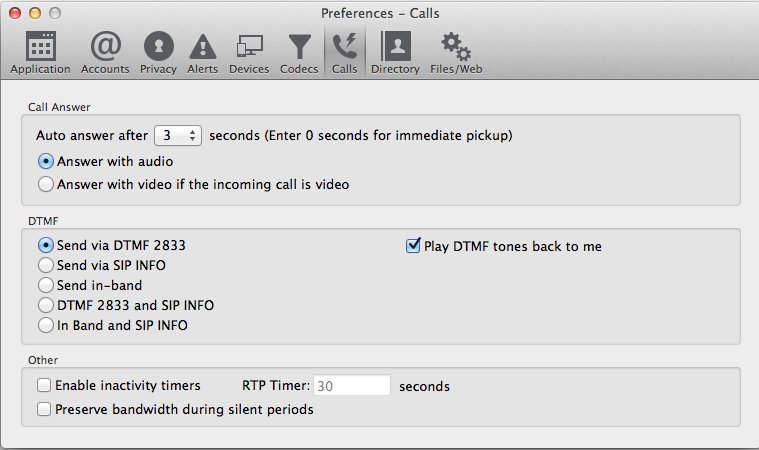 Preferences – Calls
Application Accounts Privacy Alerts Devices Codecs Calls Directory Files/Web
Call Answer
Auto answer after 3 seconds (Enter 0 seconds for immediate pickup)
Answer with audio
Answer with video if the incoming call is video
DTMF
Send via DTMF 2833 Play DTMF tones back to me
Send via SIP INFO
Send in-band
DTMF 2833 and SIP INFO
In Band and SIP INFO
Other
Enable inactivity timers RTP Timer: 30 seconds
Preserve bandwidth during silent periods